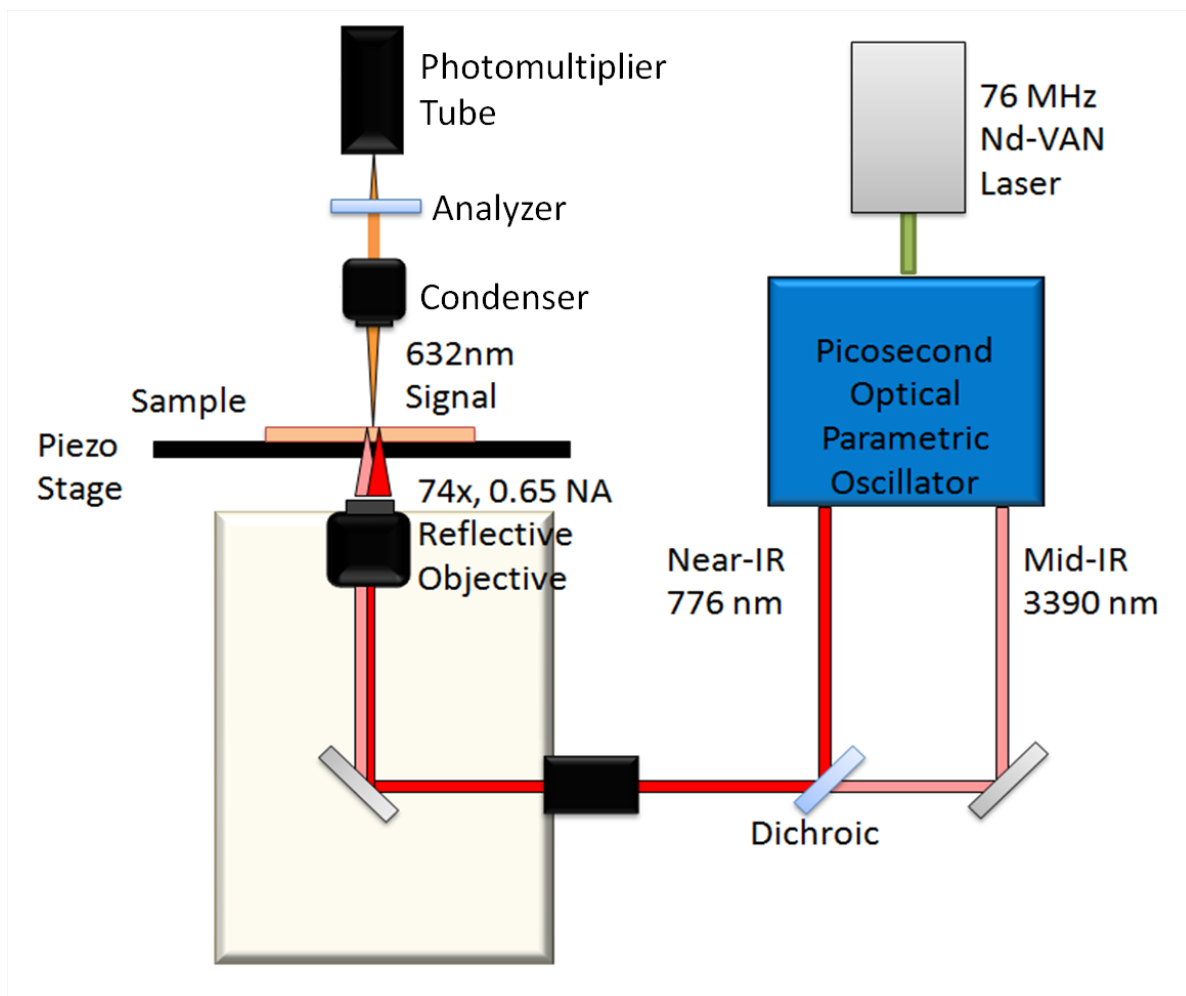 Photomultiplier
Tube
76 MHz
Nd-VAN
Laser
Analyzer
Condenser
632nm
Signal
Sample
Piezo
Stage
Picosecond
Optical
Parametric
Oscillator
74x, 0.65 NA
Reflective
Objective
Near-IR
776 nm
Mid-IR
3390 nm
Dichroic